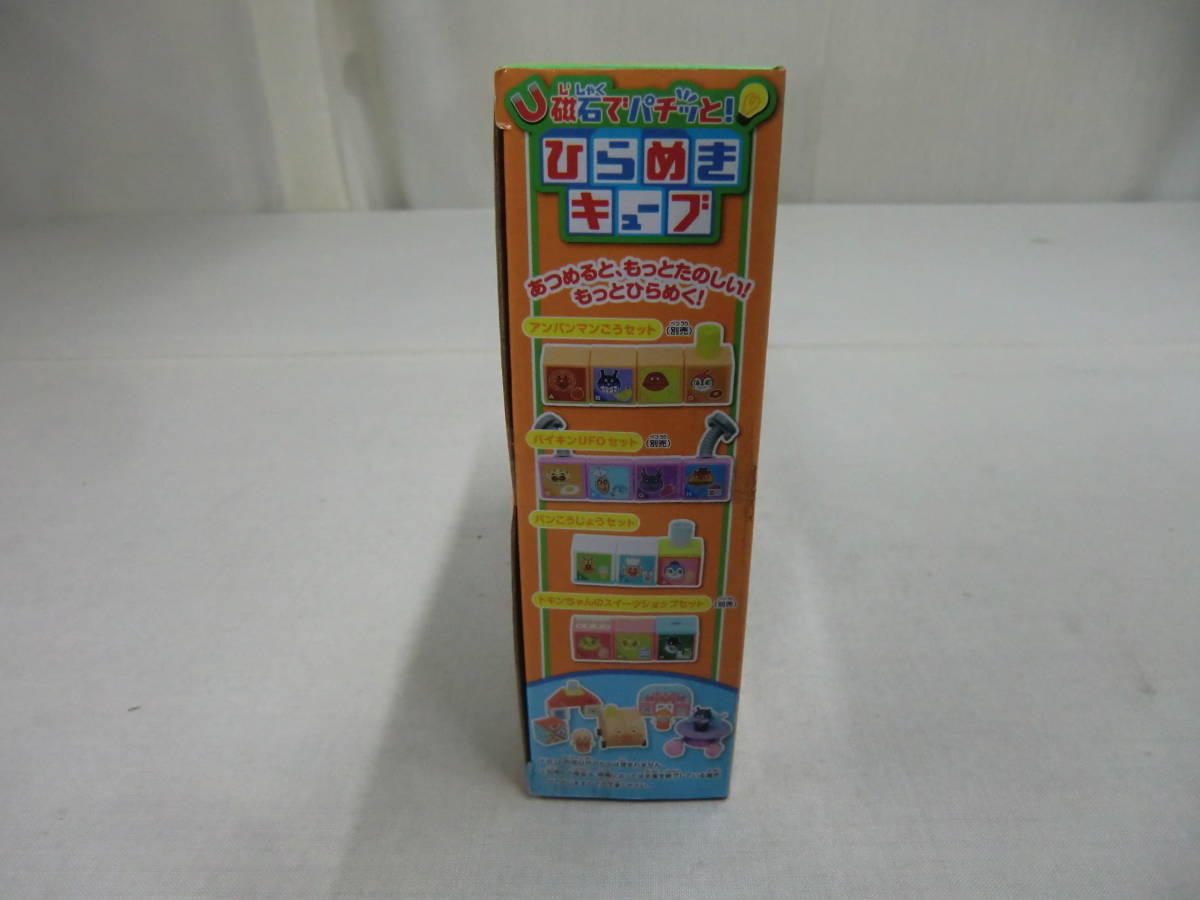 じしゃく
磁石でパチッと!
ひらめき
キューブ
あつめると、もっとたのしい!
もっとひらめく!
アンパンマンごうセット (別売)
バイキンUFOセット (別売)
パンこうじょうセット
ドキンちゃんのスイーツショップセット (別売)